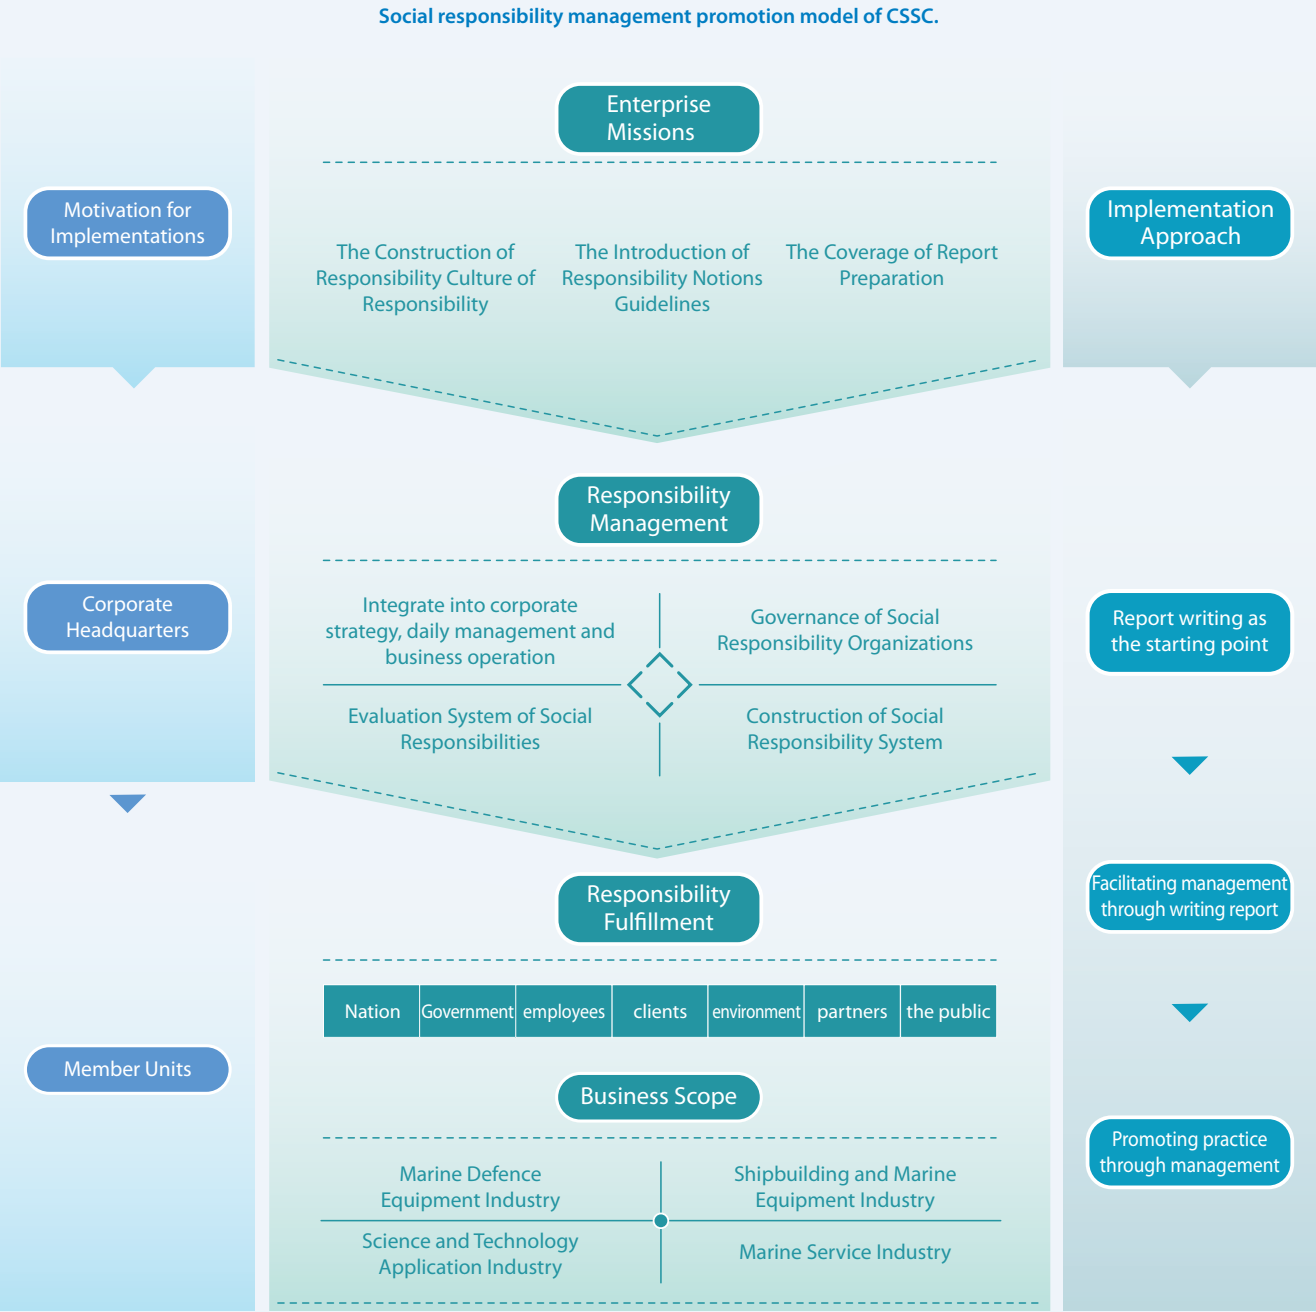 Social responsibility management promotion model of CSSC.
Enterprise
Missions
Motivation for
Implementations
Implementation
Approach
The Construction of
Responsibility Culture of
Responsibility
The Introduction of
Responsibility Notions
Guidelines
The Coverage of Report
Preparation
Responsibility
Management
Corporate
Headquarters
Integrate into corporate
strategy, daily management and
business operation
Governance of Social
Responsibility Organizations
Evaluation System of Social
Responsibilities
Construction of Social
Responsibility System
Report writing as
the starting point
Facilitating management
through writing report
Responsibility
Fulfillment
Nation
Government
employees
clients
environment
partners
the public
Member Units
Business Scope
Marine Defence
Equipment Industry
Shipbuilding and Marine
Equipment Industry
Science and Technology
Application Industry
Marine Service Industry
Promoting practice
through management